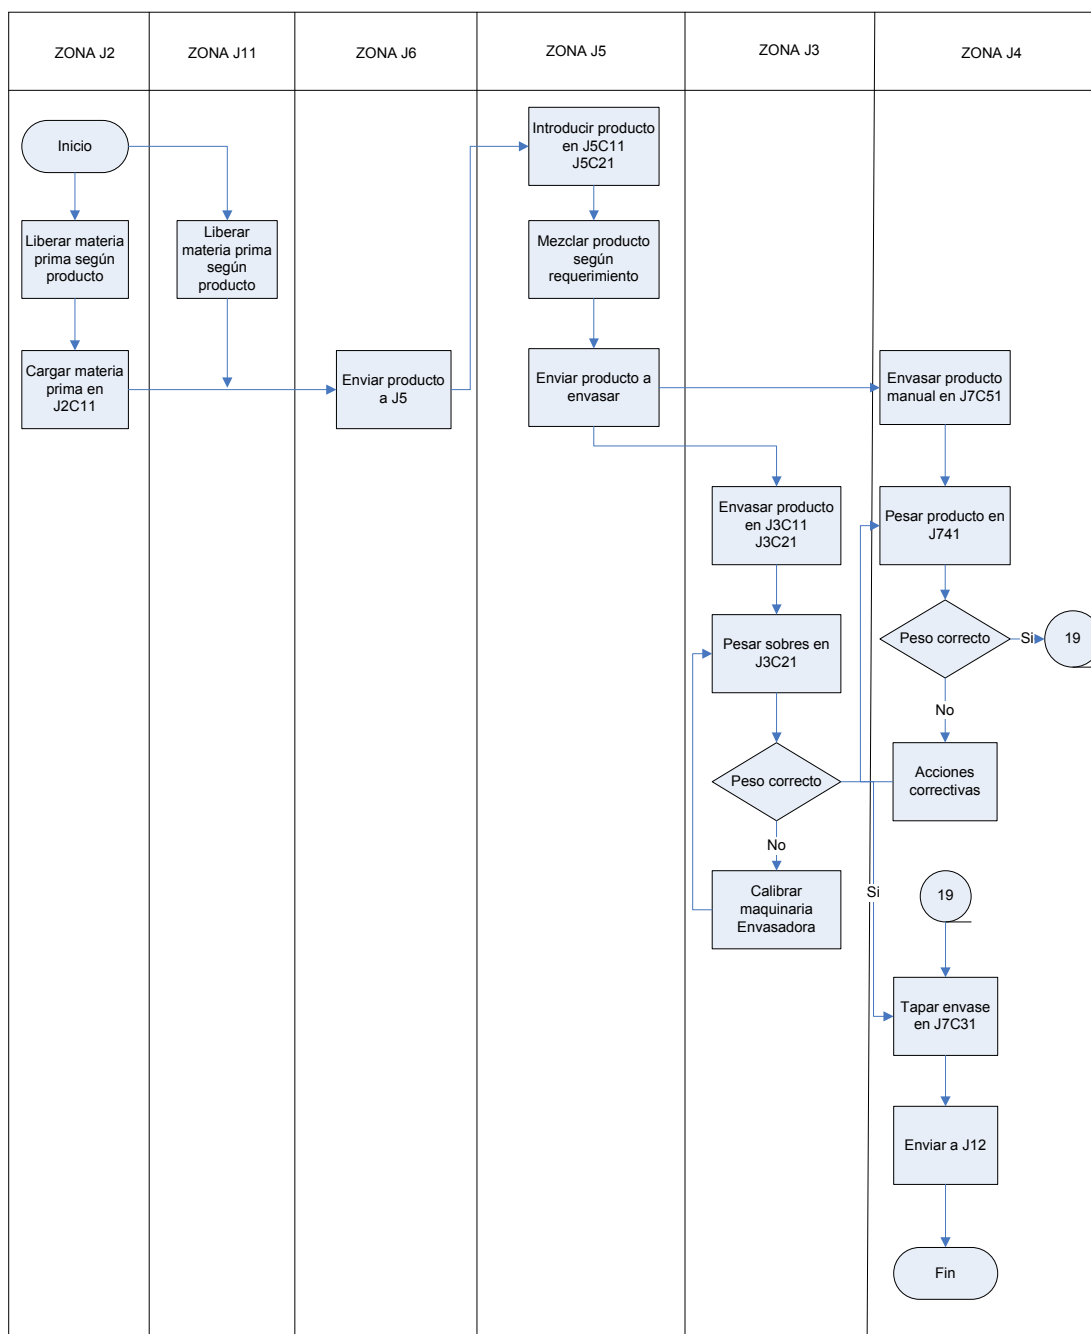 ZONA J2
ZONA J11
ZONA J6
ZONA J5
ZONA J3
ZONA J4
Inicio
Liberar materia
prima según
producto
Cargar materia
prima en
J2C11
Liberar
materia prima
según
producto
Enviar producto
a J5
Introducir producto
en J5C11
J5C21
Mezclar producto
según
requerimiento
Enviar producto a
envasar
Envasar producto
en J3C11
J3C21
Pesar sobres en
J3C21
Peso correcto
No
Calibrar
maquinaria
Envasadora
Si
Envasar producto
manual en J7C51
Pesar producto en
J741
Peso correcto
Si
19
No
Acciones
correctivas
19
Tapar envase
en J7C31
Enviar a J12
Fin